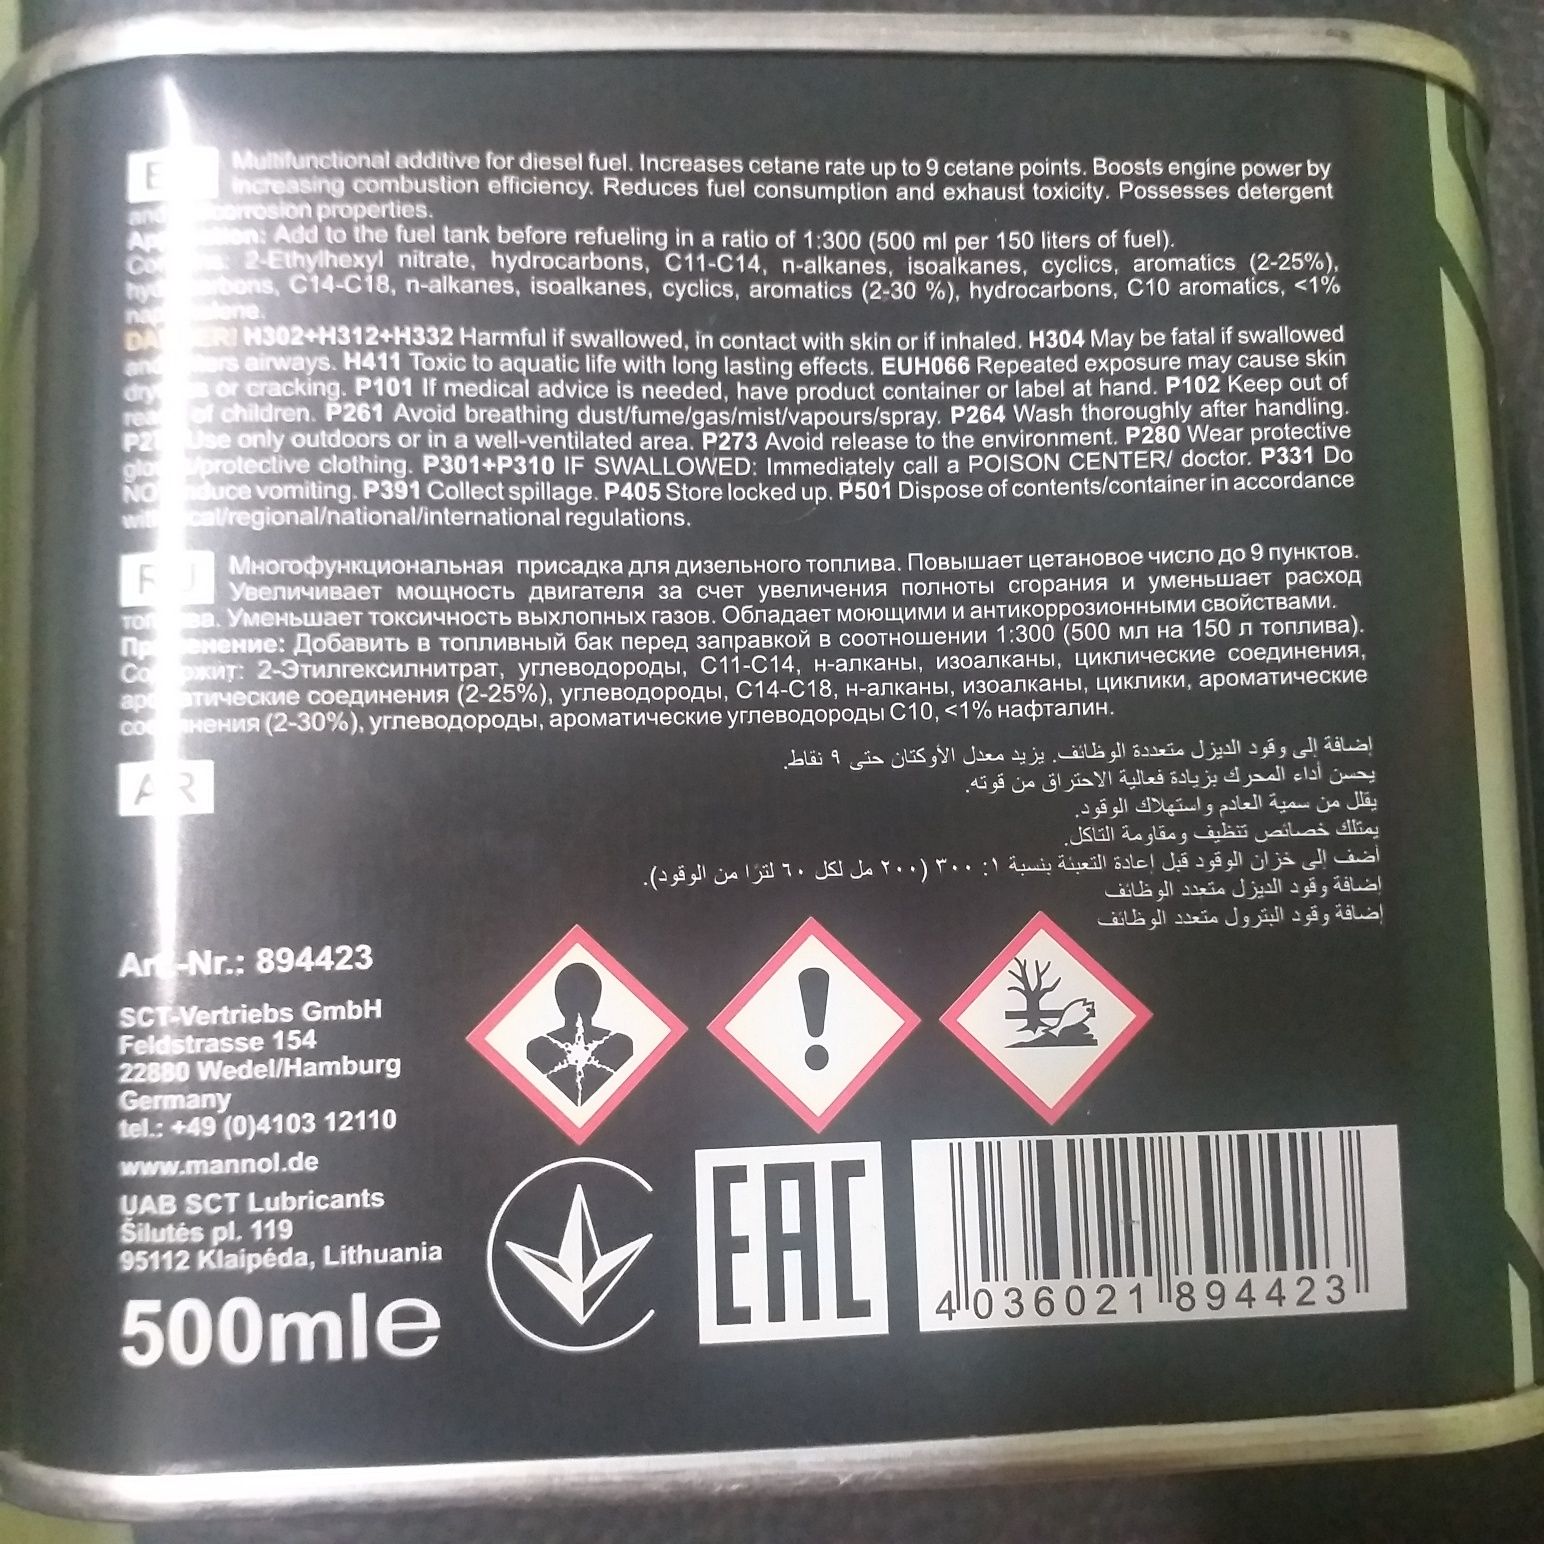 Multifunctional additive for diesel fuel. Increases cetane rate up to 9 cetane points. Boosts engine power by
increasing combustion efficiency. Reduces fuel consumption and exhaust toxicity. Possesses detergent
properties.
Add to the fuel tank before refueling in a ratio of 1:300 (500 ml per 150 liters of fuel).
2-Ethylhexyl nitrate, hydrocarbons, C11-C14, n-alkanes, isoalkanes, cyclics, aromatics (2-25%),
C14-C18, n-alkanes, isoalkanes, cyclics, aromatics (2-30 %), hydrocarbons, C10 aromatics, <1%
DANGER! H302+H312+H332 Harmful if swallowed, in contact with skin or if inhaled. H304 May be fatal if swallowed
airways. H411 Toxic to aquatic life with long lasting effects. EUH066 Repeated exposure may cause skin
or cracking. P101 If medical advice is needed, have product container or label at hand. P102 Keep out of
of children. P261 Avoid breathing dust/fume/gas/mist/vapours/spray. P264 Wash thoroughly after handling.
Use only outdoors or in a well-ventilated area. P273 Avoid release to the environment. P280 Wear protective
gloves/protective clothing. P301+P310 IF SWALLOWED: Immediately call a POISON CENTER/ doctor. P331 Do
NOT induce vomiting. P391 Collect spillage. P405 Store locked up. P501 Dispose of contents/container in accordance
with local/regional/national/international regulations.
RU Многофункциональная присадка для дизельного топлива. Повышает цетановое число до 9 пунктов.
Увеличивает мощность двигателя за счет увеличения полноты сгорания и уменьшает расход
топлива. Уменьшает токсичность выхлопных газов. Обладает моющими и антикоррозионными свойствами.
Применение: Добавить в топливный бак перед заправкой в соотношении 1:300 (500 мл на 150 л топлива).
Содержит: 2-Этилгексилнитрат, углеводороды, C11-C14, н-алканы, изоалканы, циклические соединения,
ароматические соединения (2-25%), углеводороды, C14-C18, н-алканы, изоалканы, циклики, ароматические
соединения (2-30%), углеводороды, ароматические углеводороды C10, <1% нафталин.
AR
إضافة إلى وقود الديزل متعددة الوظائف. يزيد معدل الأوكتان حتى ٩ نقاط.
يحسن أداء المحرك بزيادة فعالية الاحتراق من قوته.
يقلل من سمية العادم واستهلاك الوقود.
يمتلك خصائص تنظيف ومقاومة التاكل.
أضف إلى خزان الوقود قبل إعادة التعبئة بنسبة ١: ٣٠٠ (٢٠٠ مل لكل ٦٠ لترًا من الوقود).
إضافة وقود الديزل متعدد الوظائف
إضافة وقود البترول متعدد الوظائف
Art.-Nr.: 894423
SCT-Vertriebs GmbH
Feldstrasse 154
22880 Wedel/Hamburg
Germany
tel.: +49 (0)4103 12110
www.mannol.de
UAB SCT Lubricants
Šilutės pl. 119
95112 Klaipėda, Lithuania
500ml e
EAC
4 036021 894423